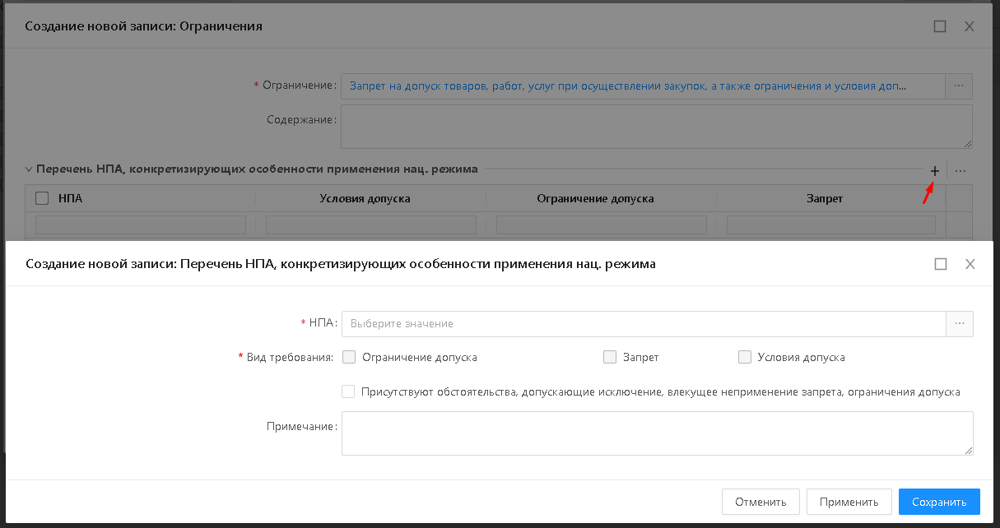 Создание новой записи: Ограничения
* Ограничение: Запрет на допуск товаров, работ, услуг при осуществлении закупок, а также ограничения и условия доп... ...
Содержание:
Перечень НПА, конкретизирующих особенности применения нац. режима + ...
НПА Условия допуска Ограничение допуска Запрет
Создание новой записи: Перечень НПА, конкретизирующих особенности применения нац. режима
* НПА: Выберите значение ...
* Вид требования: Ограничение допуска Запрет Условия допуска
Присутствуют обстоятельства, допускающие исключение, влекущее неприменение запрета, ограничения допуска
Примечание:
Отменить Применить Сохранить